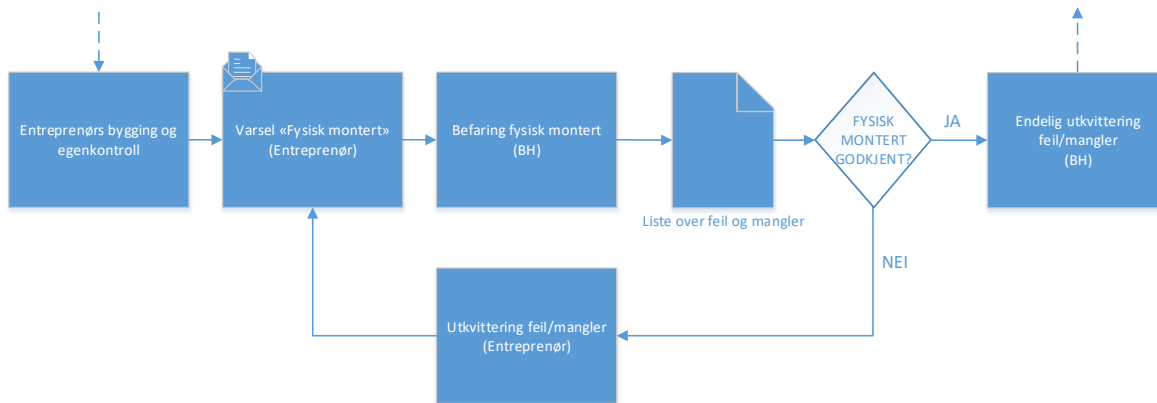 Entreprenørs bygging og
egenkontroll
Varsel «Fysisk montert»
(Entreprenør)
Befaring fysisk montert
(BH)
Liste over feil og mangler
FYSISK
MONTERT
GODKJENT?
JA
Endelig utkvittering
feil/mangler
(BH)
NEI
Utkvittering feil/mangler
(Entreprenør)